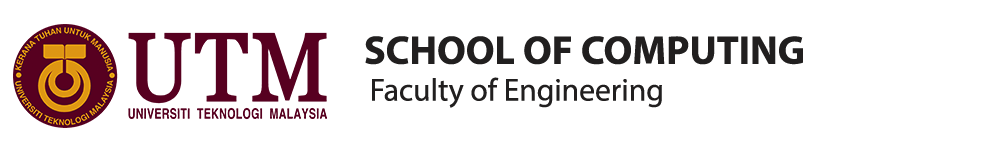 KERANA TUHAN UNTUK MANUSIA
UNIVERSITI TEKNOLOGI MALAYSIA
UTM
UNIVERSITI TEKNOLOGI MALAYSIA
SCHOOL OF COMPUTING
Faculty of Engineering